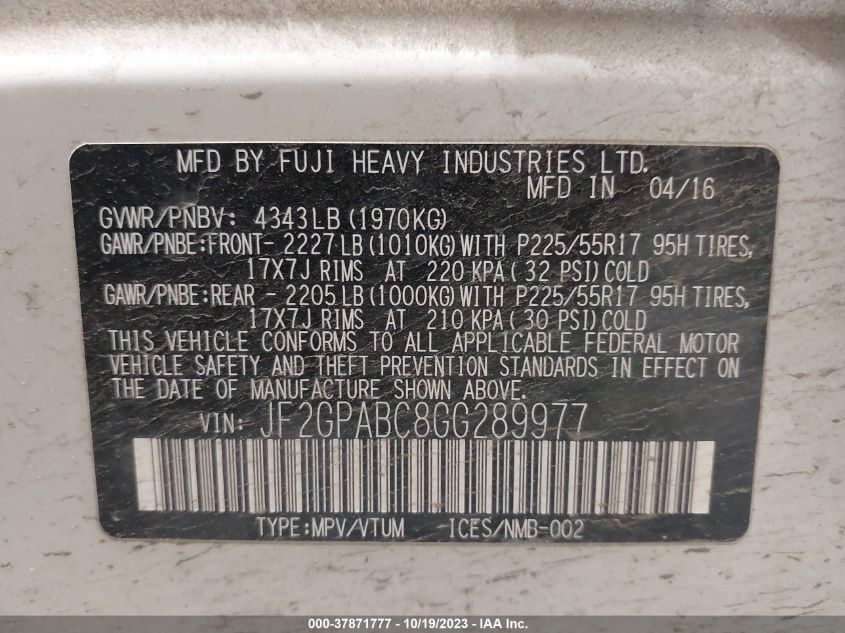 MFD BY FUJI HEAVY INDUSTRIES LTD.
MFD IN 04/16
GVWR/PNBV: 4343LB (1970KG)
GAWR/PNBE:FRONT- 2227LB (1010KG) WITH P225/55R17 95H TIRES,
17X7J RIMS AT 220 KPA ( 32 PSI) COLD
GAWR/PNBE:REAR - 2205LB (1000KG) WITH P225/55R17 95H TIRES,
17X7J RIMS AT 210 KPA ( 30 PSI) COLD
THIS VEHICLE CONFORMS TO ALL APPLICABLE FEDERAL MOTOR
VEHICLE SAFETY AND THEFT PREVENTION STANDARDS IN EFFECT ON
THE DATE OF MANUFACTURE SHOWN ABOVE.
VIN: JF2GPABC8GG289977
TYPE:MPV/VTUM ICES/NMB-002
000-37871777 - 10/19/2023 - IAA Inc.